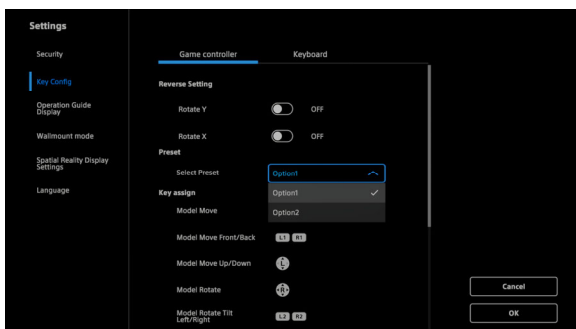 Settings
Security
Game controller
Keyboard
Key Config
Reverse Setting
Operation Guide
Display
Rotate Y
OFF
Wallmount mode
Rotate X
OFF
Preset
Spatial Reality Display
Settings
Select Preset
Option1
Language
Key assign
Option1
Model Move
Option2
Model Move Front/Back
L1 R1
Model Move Up/Down
L
Model Rotate
R
Cancel
Model Rotate Tilt
Left/Right
L2 R2
OK